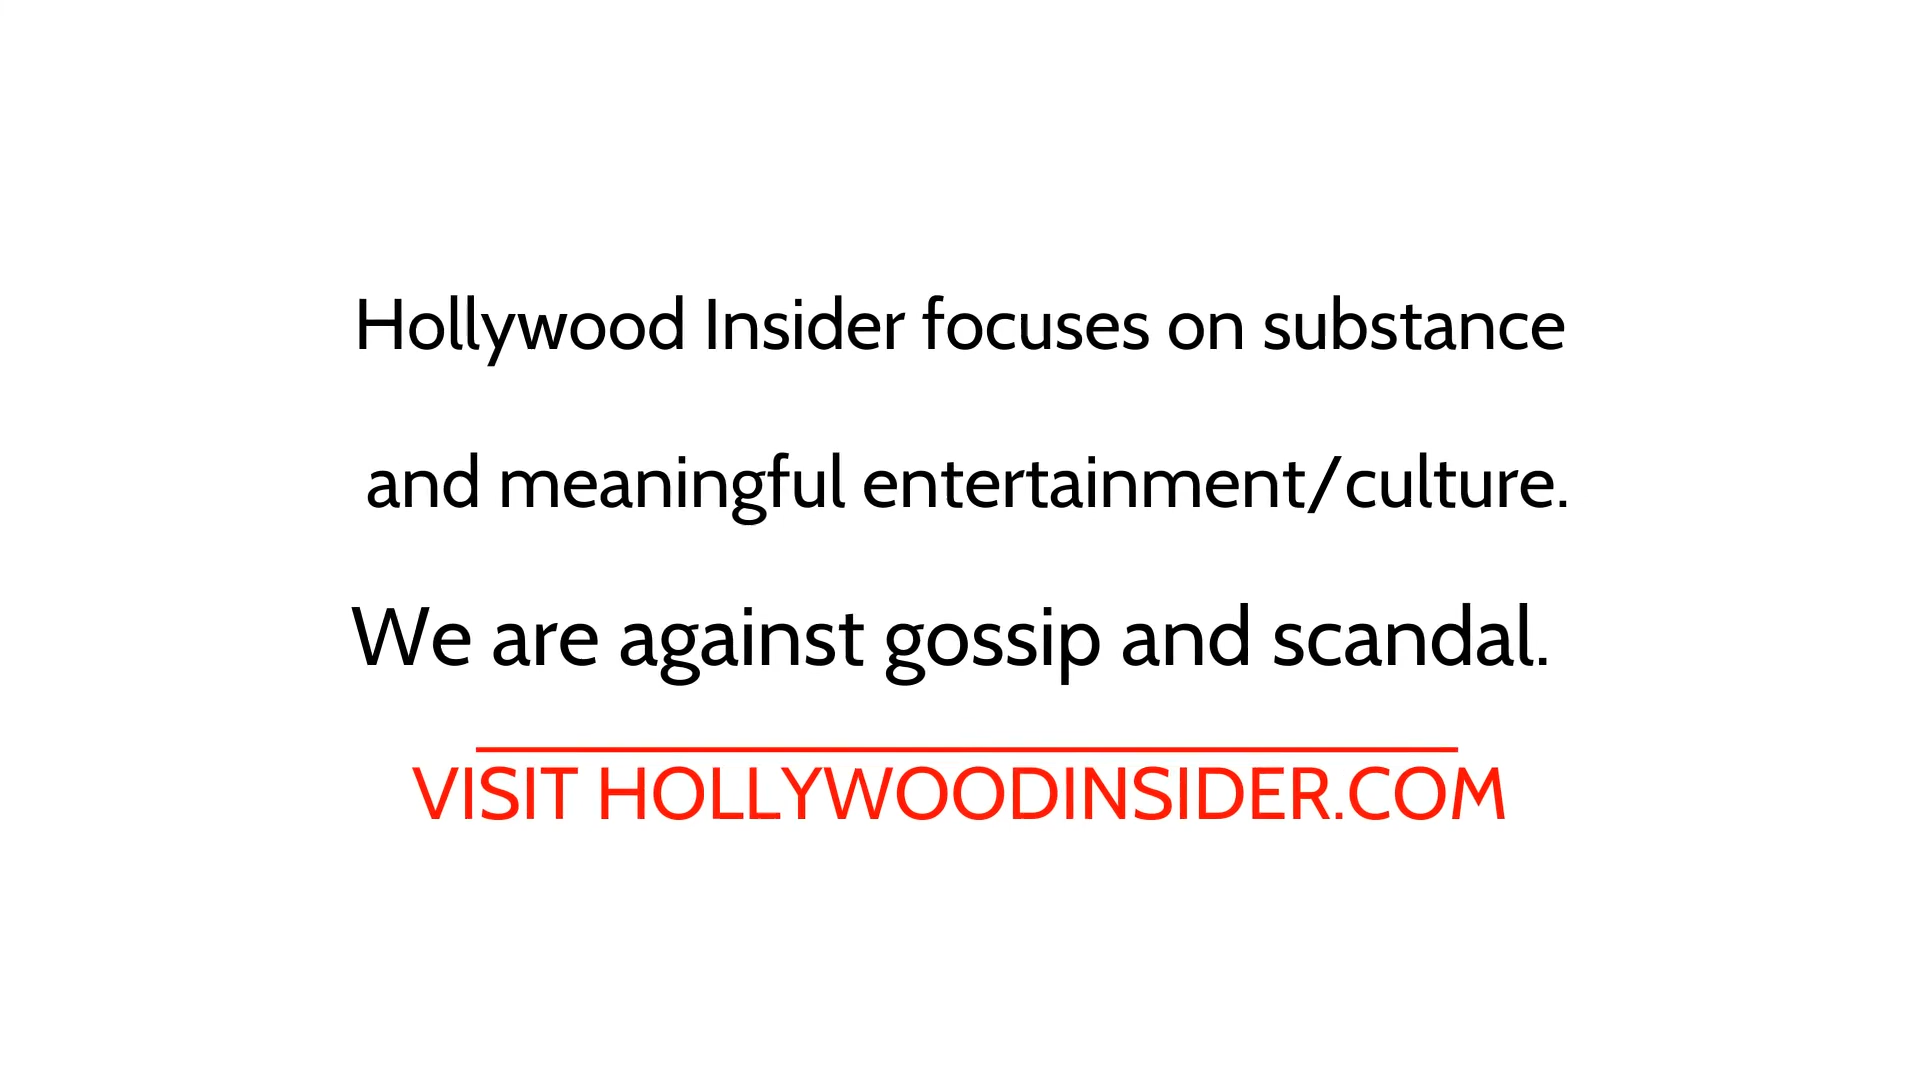 Hollywood Insider focuses on substance
and meaningful entertainment/culture.
We are against gossip and scandal.
VISIT HOLLYWOODINSIDER.COM